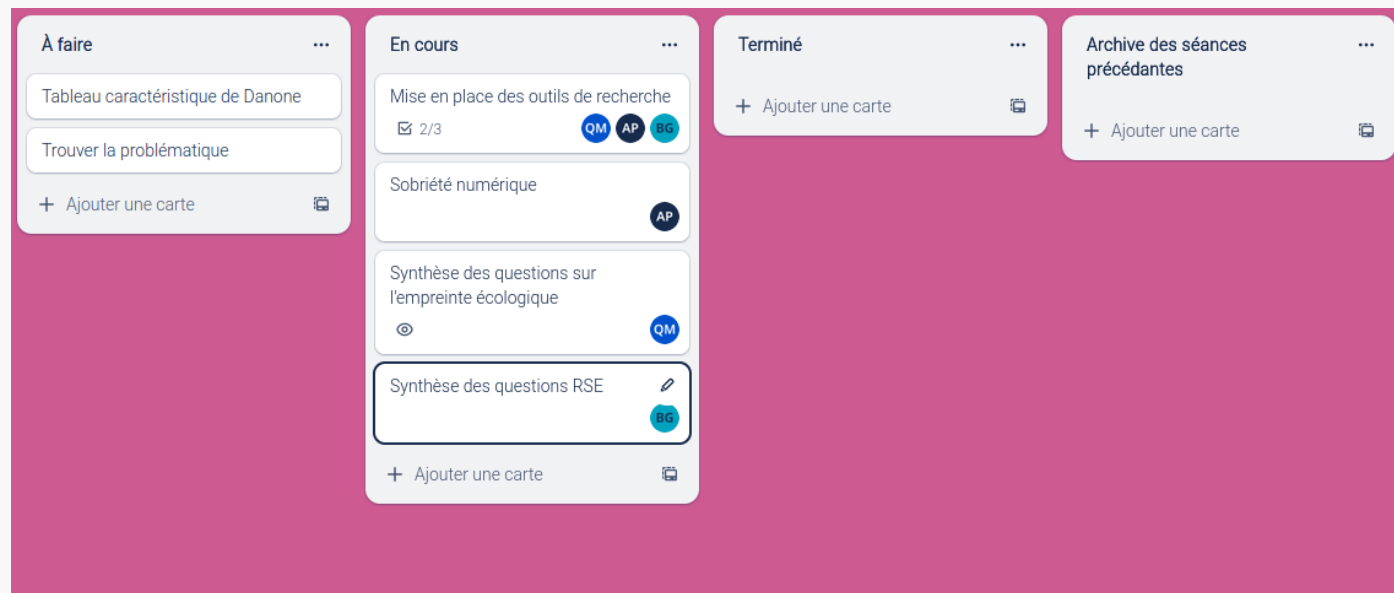 À faire
Tableau caractéristique de Danone
Trouver la problématique
+ Ajouter une carte
En cours
Mise en place des outils de recherche
2/3
QM AP BG
Sobriété numérique
AP
Synthèse des questions sur
l'empreinte écologique
QM
Synthèse des questions RSE
BG
+ Ajouter une carte
Terminé
+ Ajouter une carte
Archive des séances
précédantes
+ Ajouter une carte